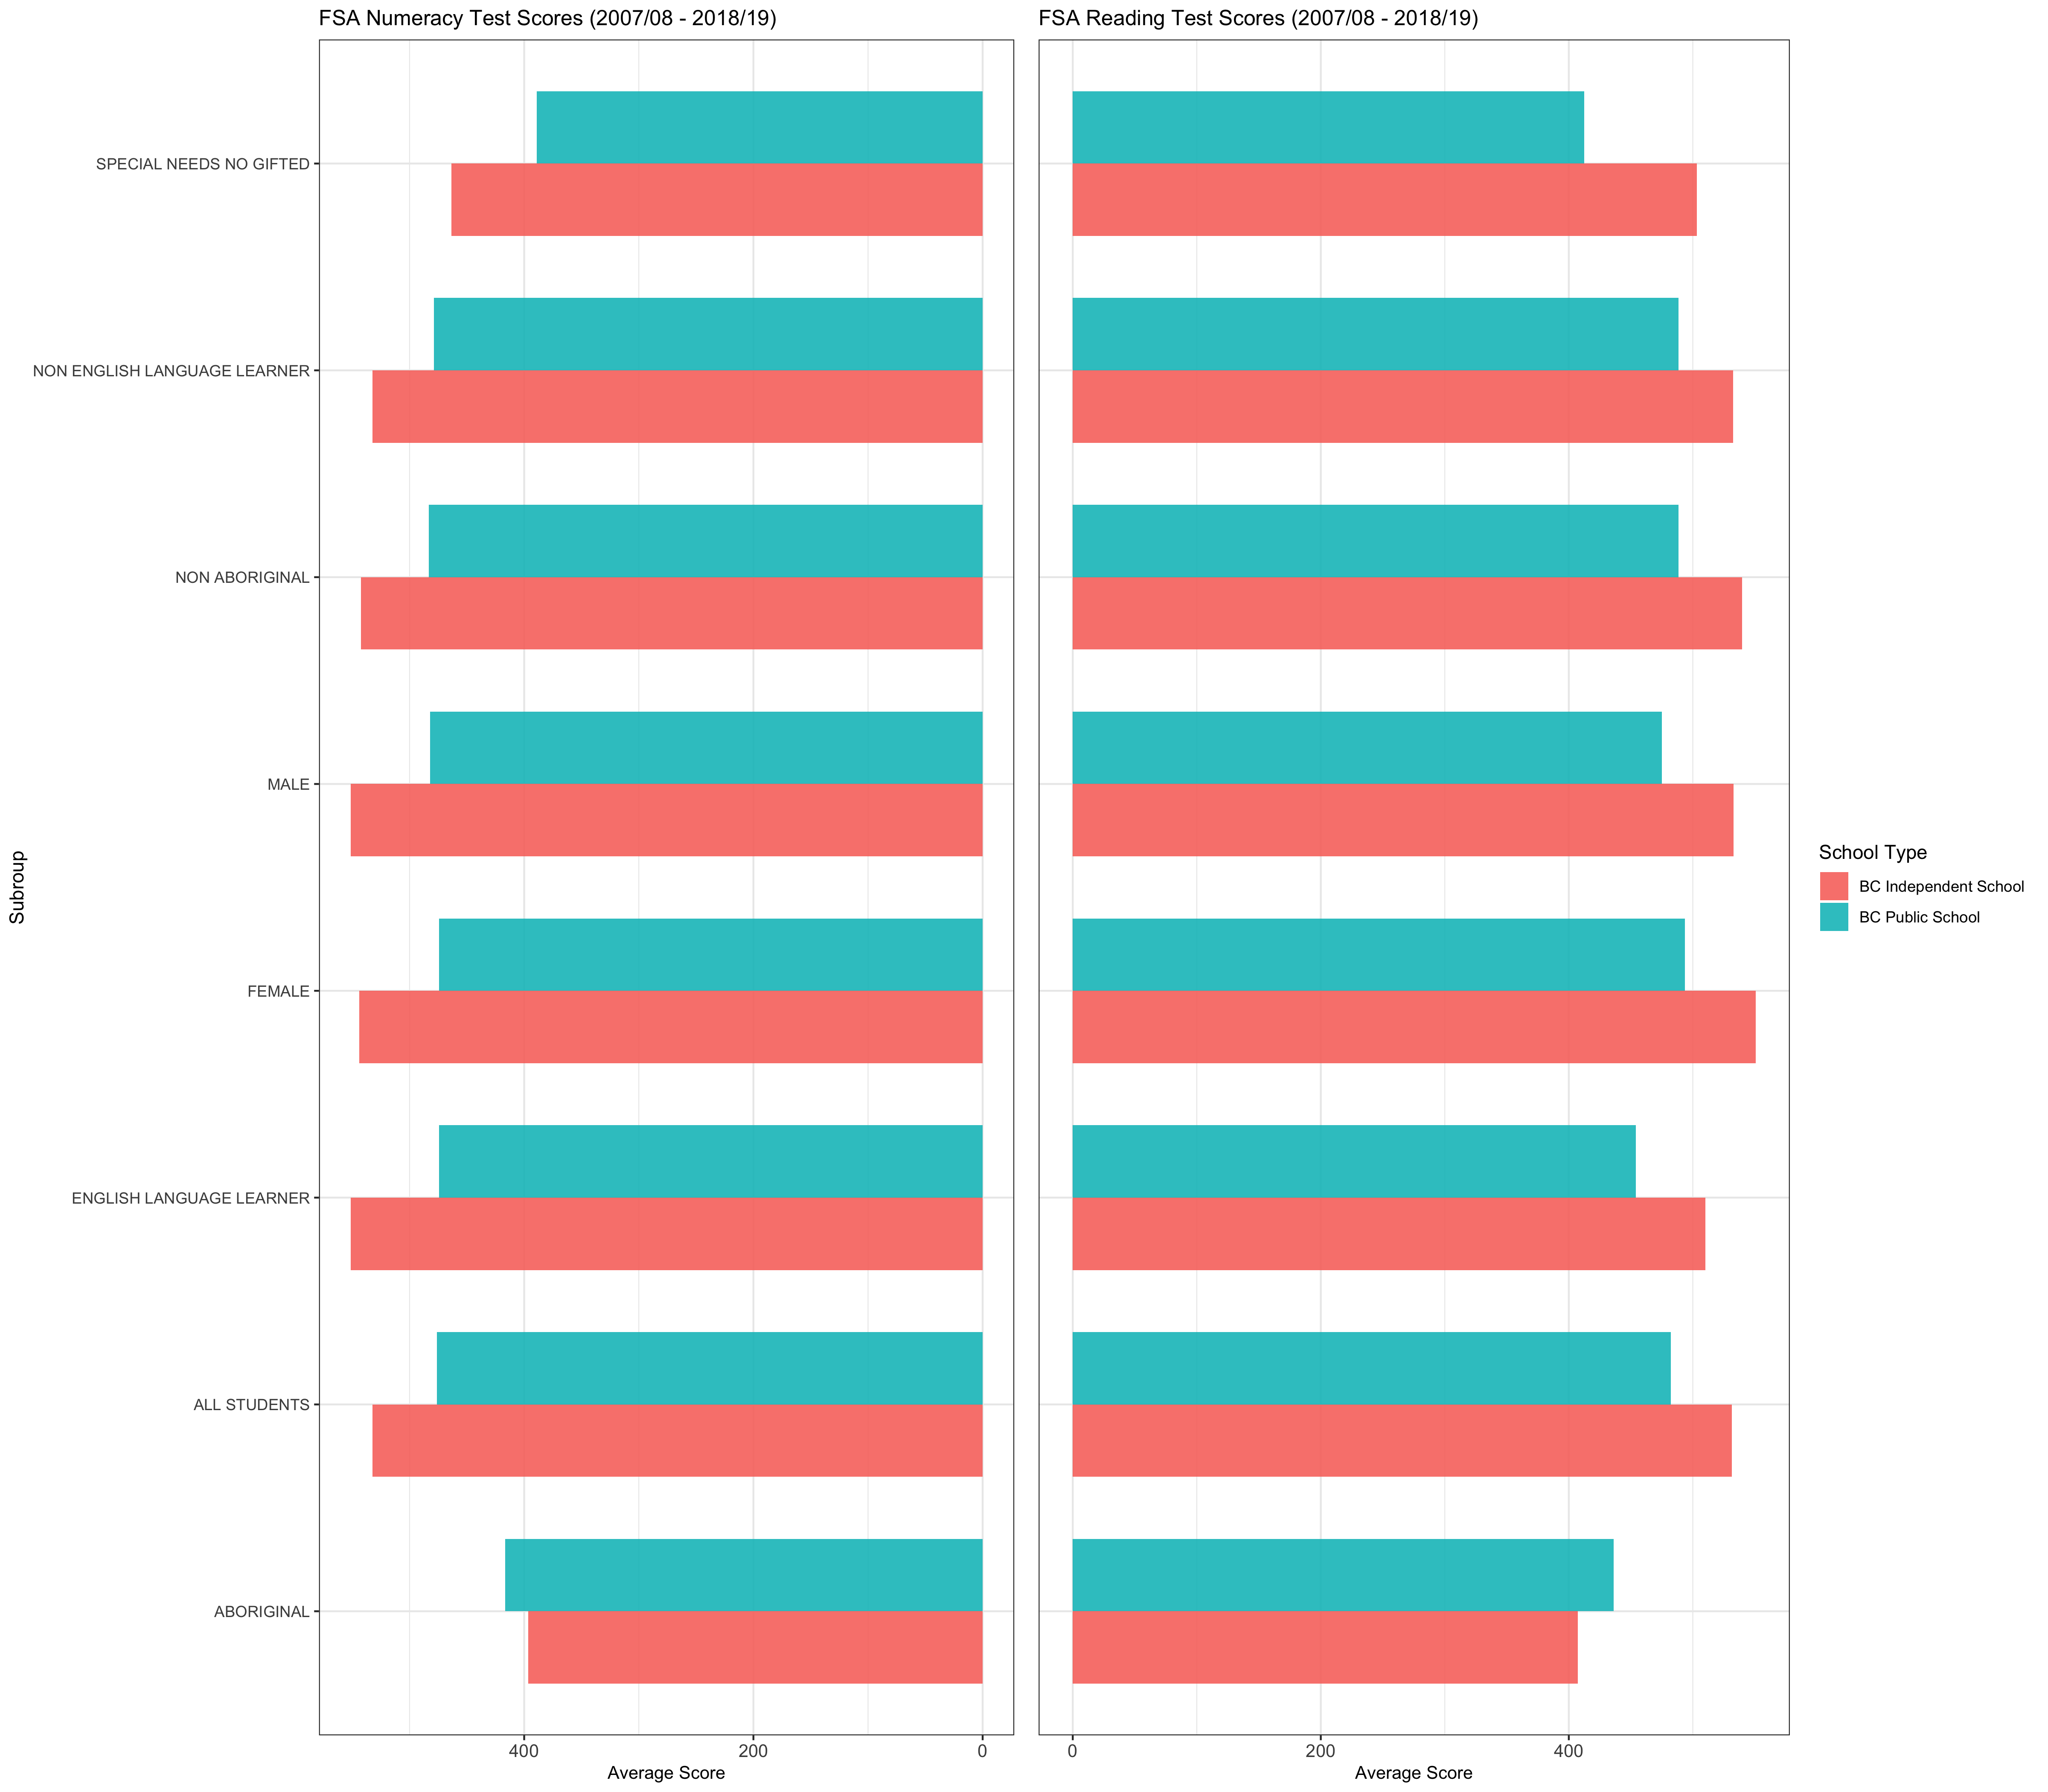 FSA Numeracy Test Scores (2007/08 - 2018/19)
FSA Reading Test Scores (2007/08 - 2018/19)
Subroup
SPECIAL NEEDS NO GIFTED
NON ENGLISH LANGUAGE LEARNER
NON ABORIGINAL
MALE
FEMALE
ENGLISH LANGUAGE LEARNER
ALL STUDENTS
ABORIGINAL
400 200 0
Average Score
0 200 400
Average Score
School Type
BC Independent School
BC Public School